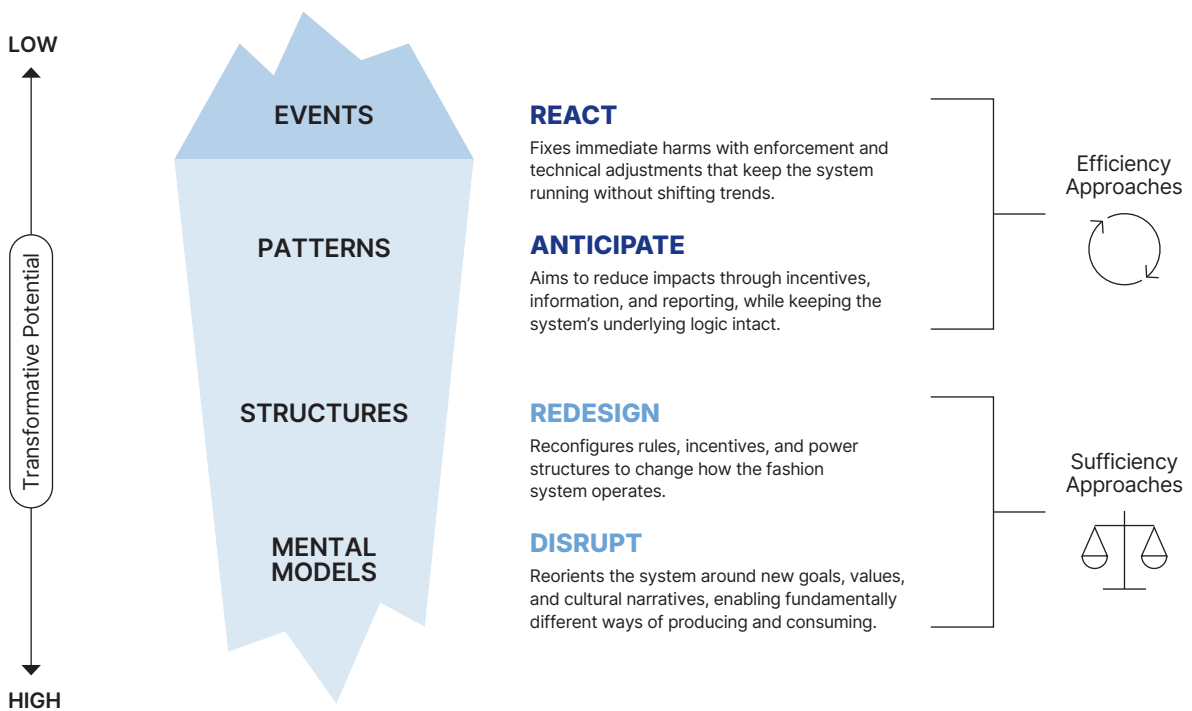 LOW
Transformative Potential
HIGH
EVENTS
PATTERNS
STRUCTURES
MENTAL
MODELS
REACT
Fixes immediate harms with enforcement and
technical adjustments that keep the system
running without shifting trends.
ANTICIPATE
Aims to reduce impacts through incentives,
information, and reporting, while keeping the
system’s underlying logic intact.
REDESIGN
Reconfigures rules, incentives, and power
structures to change how the fashion
system operates.
DISRUPT
Reorients the system around new goals, values,
and cultural narratives, enabling fundamentally
different ways of producing and consuming.
Efficiency
Approaches
Sufficiency
Approaches